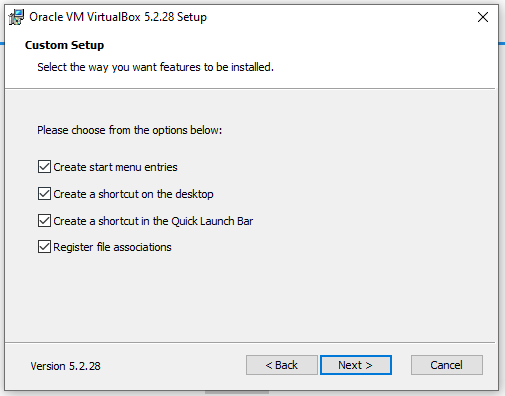 Oracle VM VirtualBox 5.2.28 Setup
Custom Setup
Select the way you want features to be installed.
Please choose from the options below:
Create start menu entries
Create a shortcut on the desktop
Create a shortcut in the Quick Launch Bar
Register file associations
Version 5.2.28
< Back
Next >
Cancel